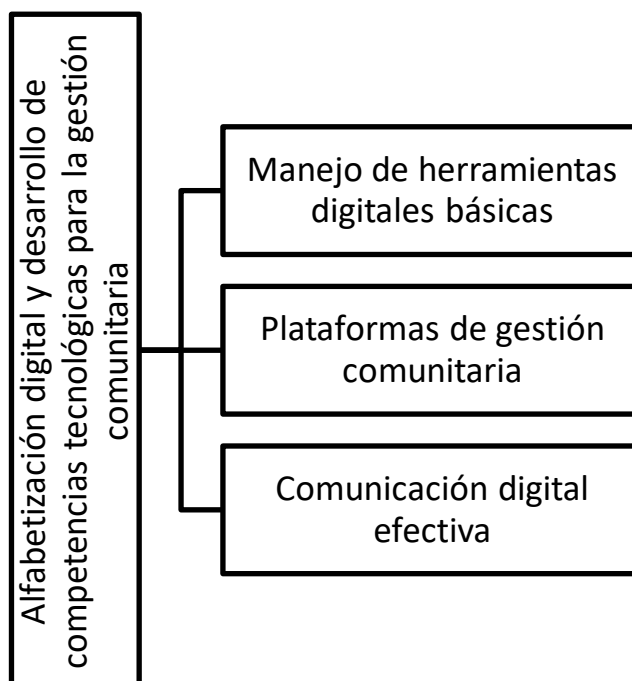 Alfabetización digital y desarrollo de
competencias tecnológicas para la gestión
comunitaria
Manejo de herramientas
digitales básicas
Plataformas de gestión
comunitaria
Comunicación digital
efectiva